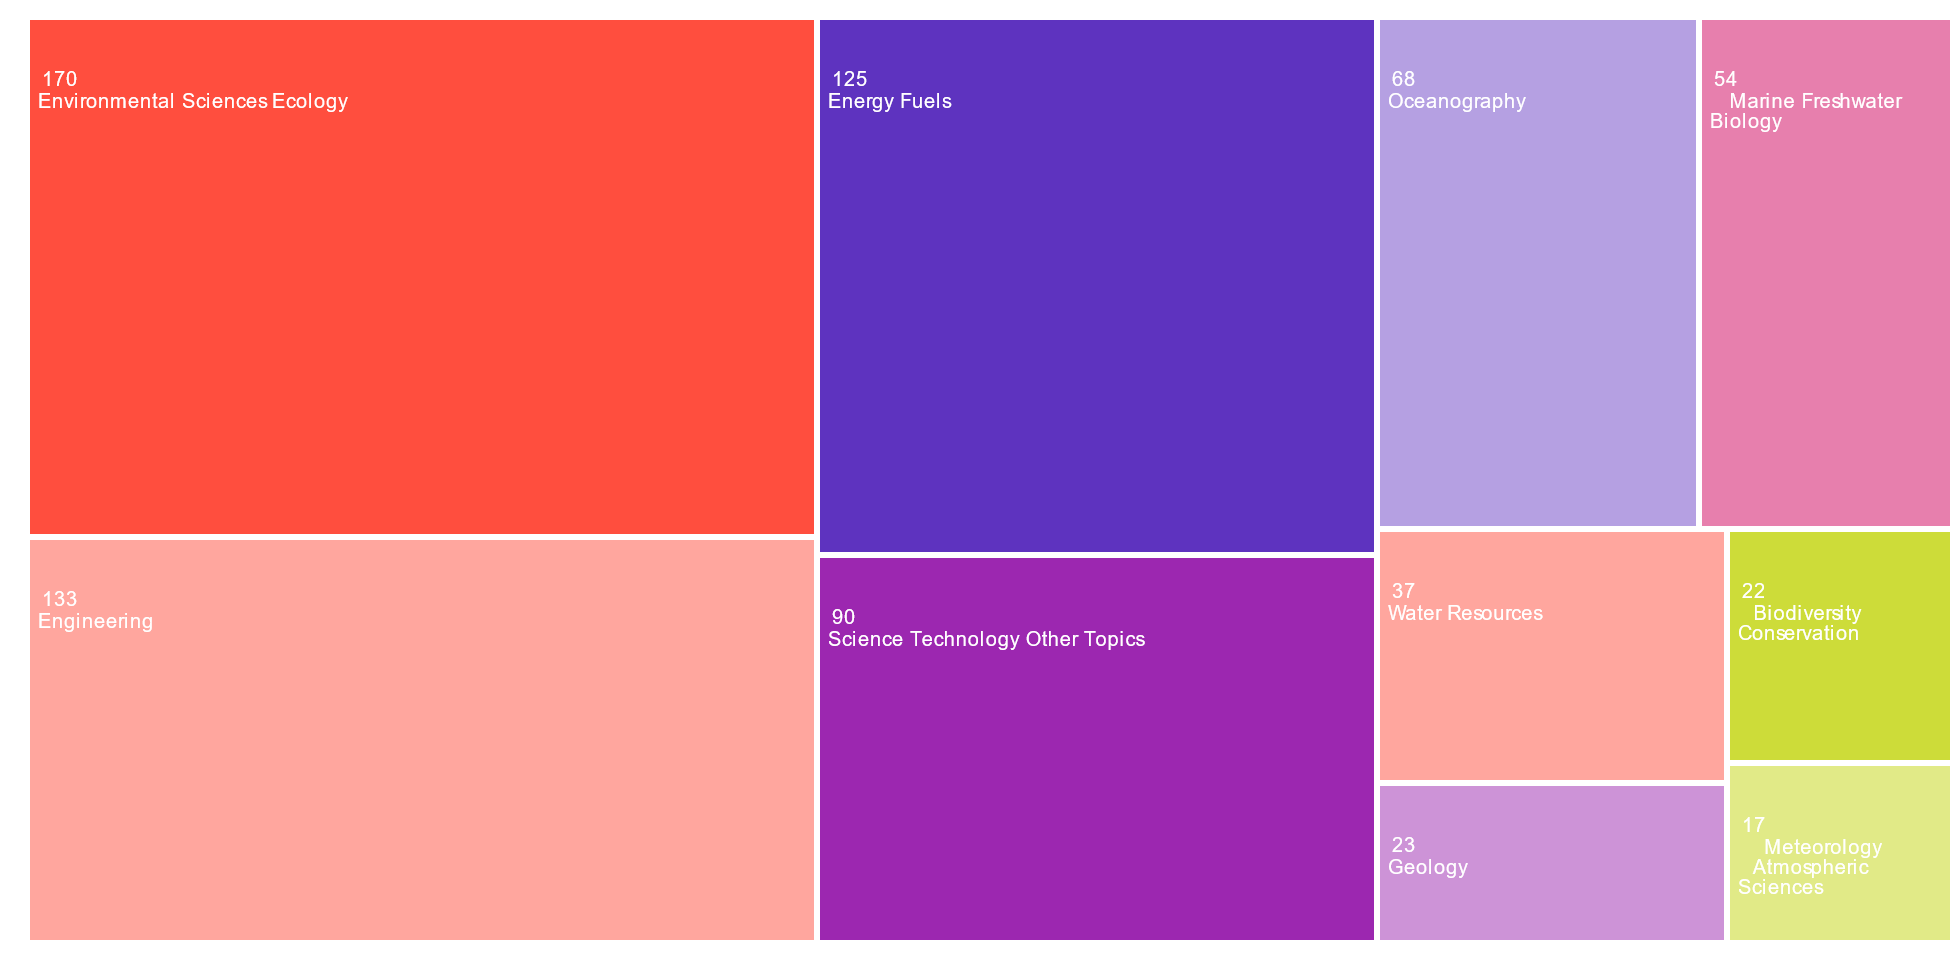 170
Environmental Sciences Ecology
125
Energy Fuels
68
Oceanography
54
Marine Freshwater
Biology
133
Engineering
90
Science Technology Other Topics
37
Water Resources
22
Biodiversity
Conservation
23
Geology
17
Meteorology
Atmospheric
Sciences